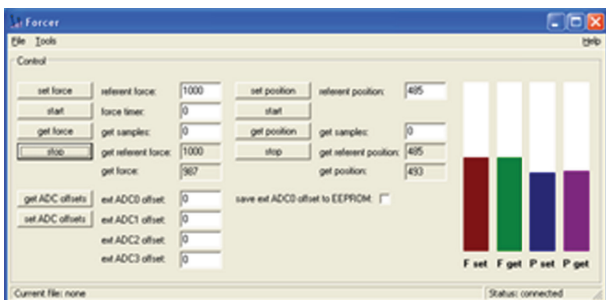 Forcer
File Tools Help
Control
set force referent force: 1000 set position referent position: 485
start force timer: 0 start
get force get samples: 0 get position get samples: 0
stop get referent force: 1000 stop get referent position: 485
get force: 987 get position: 493
get ADC offsets ext ADC0 offset: 0 save ext ADC0 offset to EEPROM:
set ADC offsets ext ADC1 offset: 0
ext ADC2 offset: 0
ext ADC3 offset: 0
F set F get P set P get
Current file: none Status: connected